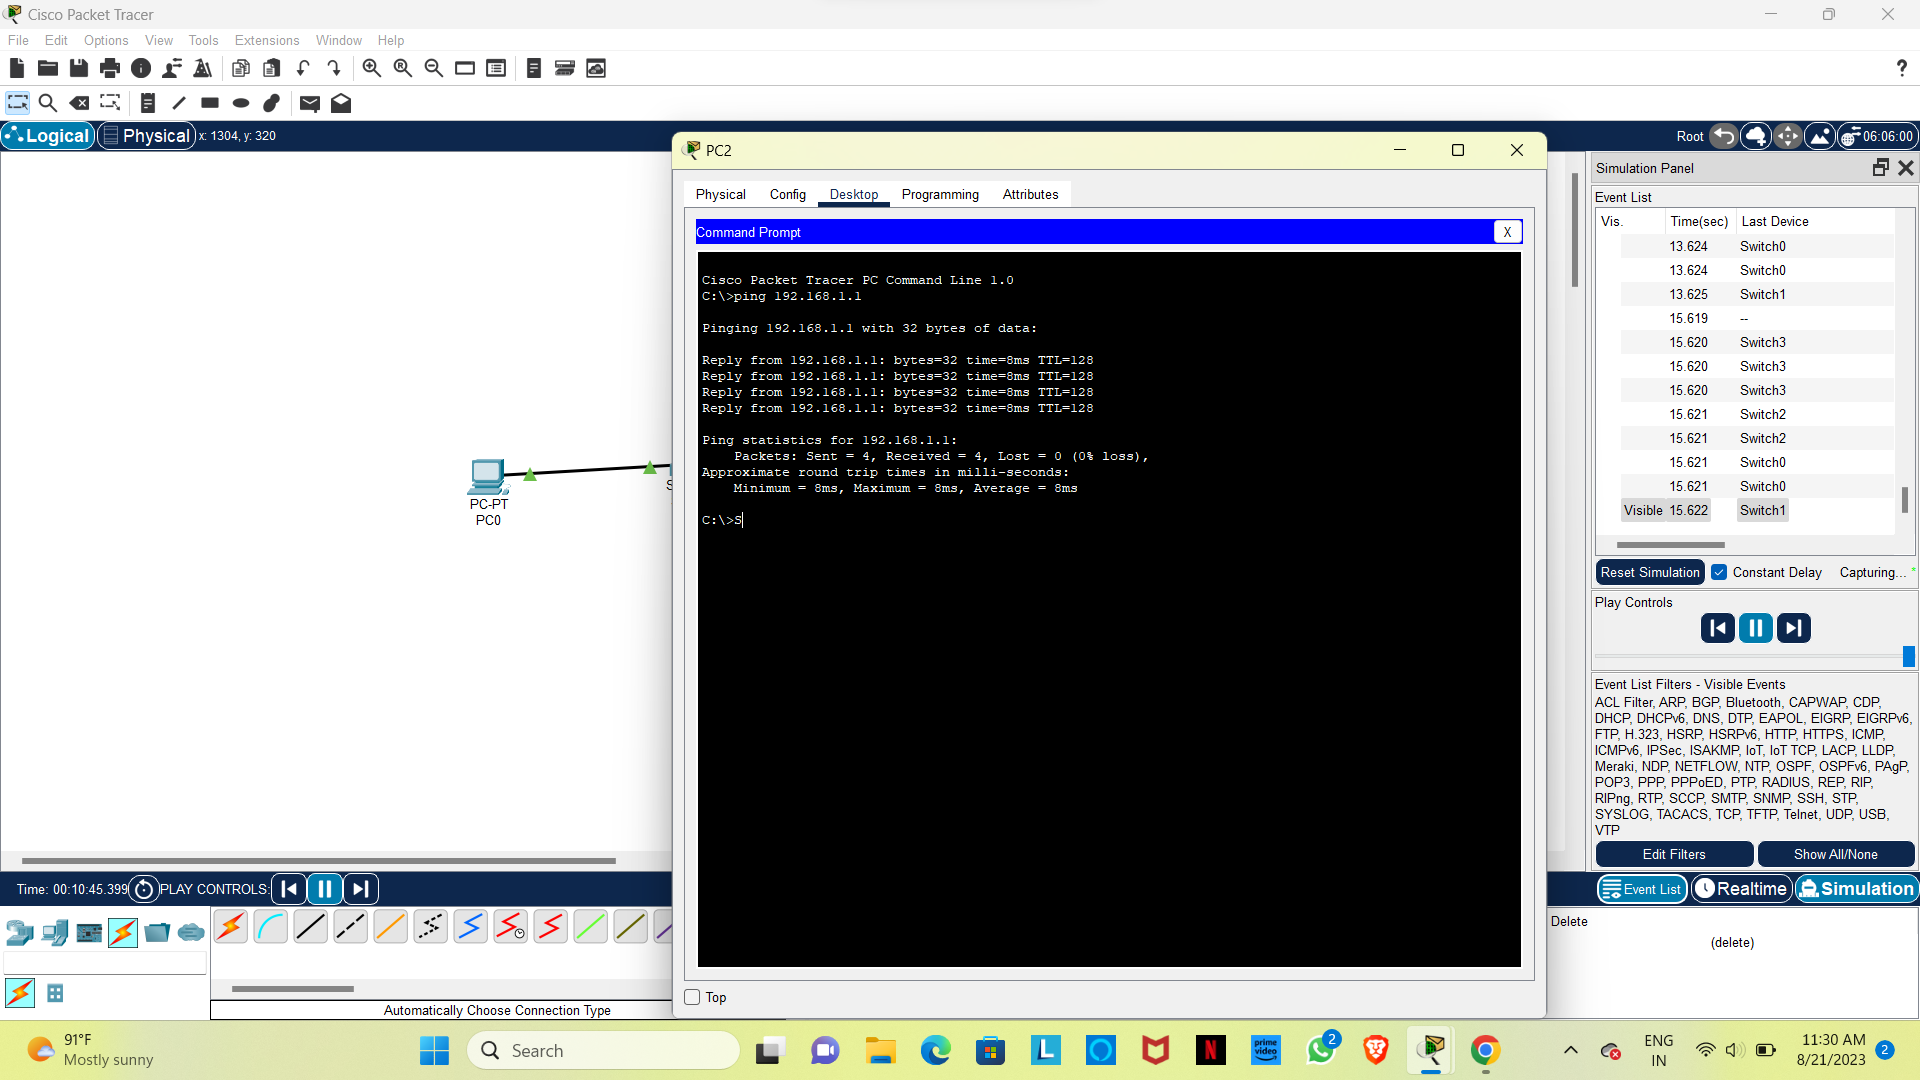 Cisco Packet Tracer
File Edit Options View Tools Extensions Window Help
?
Logical Physical x: 1304, y: 320
Root 06:06:00
PC-PT
PC0
S
PC2
Physical Config Desktop Programming Attributes
Command Prompt
X
Cisco Packet Tracer PC Command Line 1.0
C:\>ping 192.168.1.1
Pinging 192.168.1.1 with 32 bytes of data:
Reply from 192.168.1.1: bytes=32 time=8ms TTL=128
Reply from 192.168.1.1: bytes=32 time=8ms TTL=128
Reply from 192.168.1.1: bytes=32 time=8ms TTL=128
Reply from 192.168.1.1: bytes=32 time=8ms TTL=128
Ping statistics for 192.168.1.1:
Packets: Sent = 4, Received = 4, Lost = 0 (0% loss),
Approximate round trip times in milli-seconds:
Minimum = 8ms, Maximum = 8ms, Average = 8ms
C:\>S
Top
Simulation Panel
Event List
Vis. Time(sec) Last Device
13.624 Switch0
13.624 Switch0
13.625 Switch1
15.619 --
15.620 Switch3
15.620 Switch3
15.620 Switch3
15.621 Switch2
15.621 Switch2
15.621 Switch0
15.621 Switch0
Visible 15.622 Switch1
Reset Simulation Constant Delay Capturing...
Play Controls
Event List Filters - Visible Events
ACL Filter, ARP, BGP, Bluetooth, CAPWAP, CDP,
DHCP, DHCPv6, DNS, DTP, EAPOL, EIGRP, EIGRPv6,
FTP, H.323, HSRP, HSRPv6, HTTP, HTTPS, ICMP,
ICMPv6, IPSec, ISAKMP, IoT, IoT TCP, LACP, LLDP,
Meraki, NDP, NETFLOW, NTP, OSPF, OSPFv6, PAgP,
POP3, PPP, PPPoED, PTP, RADIUS, REP, RIP,
RIPng, RTP, SCCP, SMTP, SNMP, SSH, STP,
SYSLOG, TACACS, TCP, TFTP, Telnet, UDP, USB,
VTP
Edit Filters Show All/None
Time: 00:10:45.399 PLAY CONTROLS:
Event List Realtime Simulation
Automatically Choose Connection Type
Delete
(delete)
91°F
Mostly sunny
Search
L
N
prime
video
2
ENG
IN
11:30 AM
8/21/2023
2